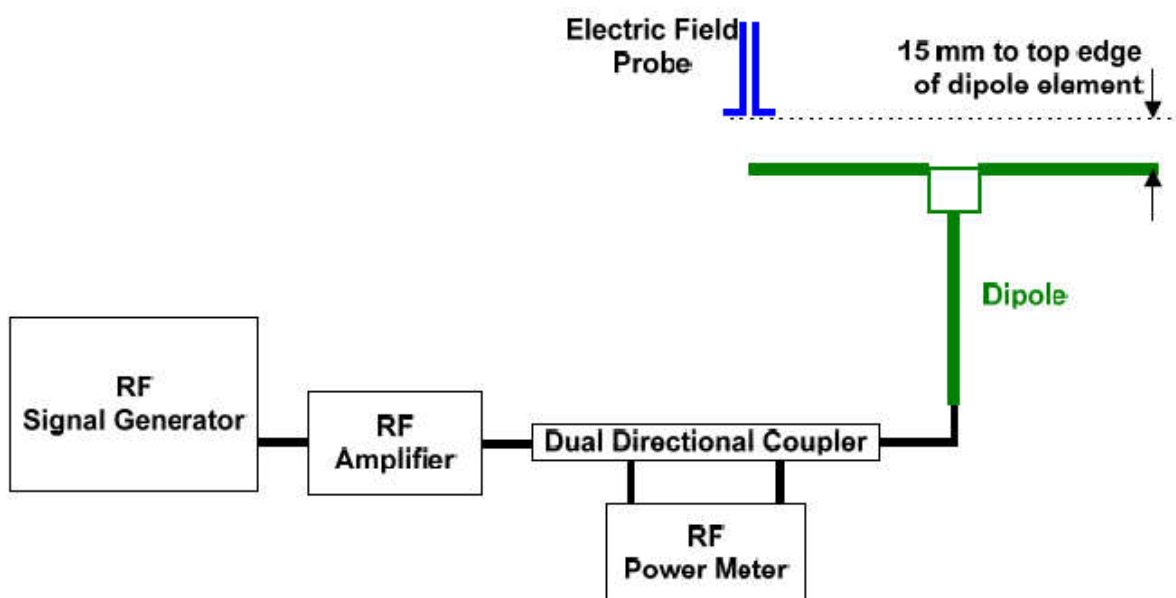 Electric Field
Probe
15 mm to top edge
of dipole element
Dipole
RF
Signal Generator
RF
Amplifier
Dual Directional Coupler
RF
Power Meter